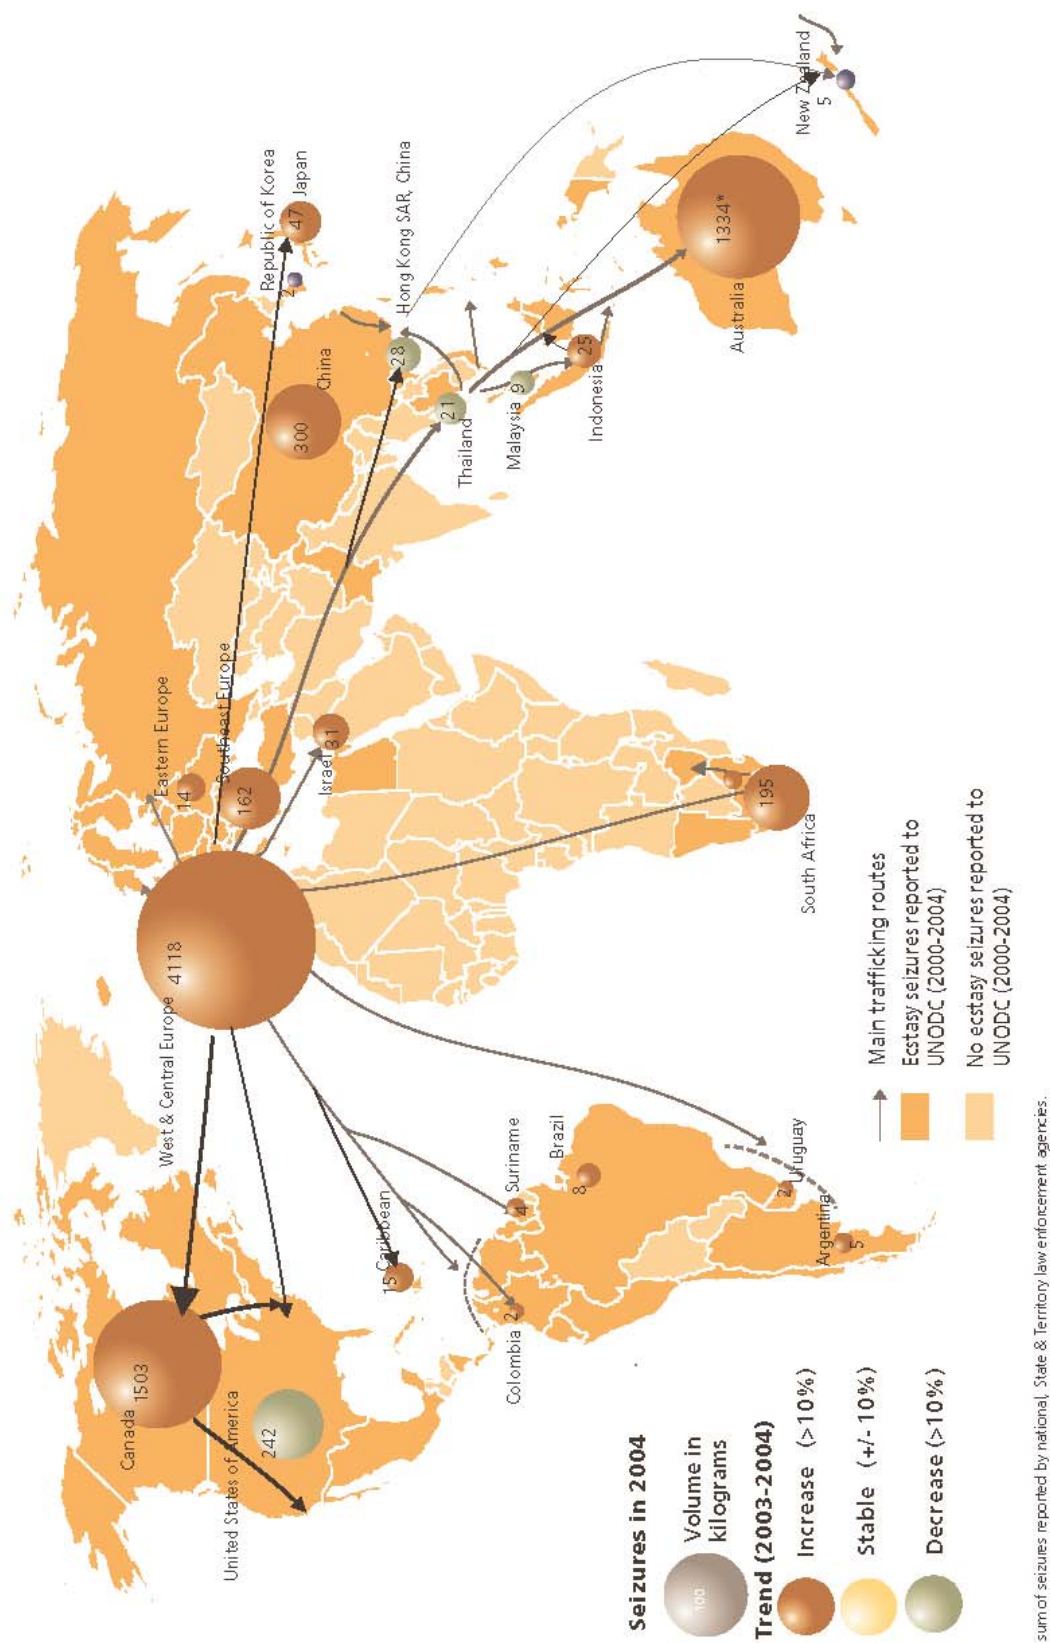 Canada
1503
United States of America
242
West & Central Europe
4118
Eastern Europe
14
Southeast Europe
162
Israel
31
Republic of Korea
2
Japan
47
China
300
Hong Kong SAR, China
28
Thailand
21
Malaysia
9
Indonesia
25
Australia
1334*
New Zealand
5
Caribbean
15
Colombia
2
Suriname
4
Brazil
8
Uruguay
2
Argentina
5
South Africa
195
Seizures in 2004
100
Volume in
kilograms
Trend (2003-2004)
Increase (>10%)
Stable (+/- 10%)
Decrease (>10%)
Main trafficking routes
Ecstasy seizures reported to
UNODC (2000-2004)
No ecstasy seizures reported to
UNODC (2000-2004)
sum of seizures reported by national, State & Territory law enforcement agencies.